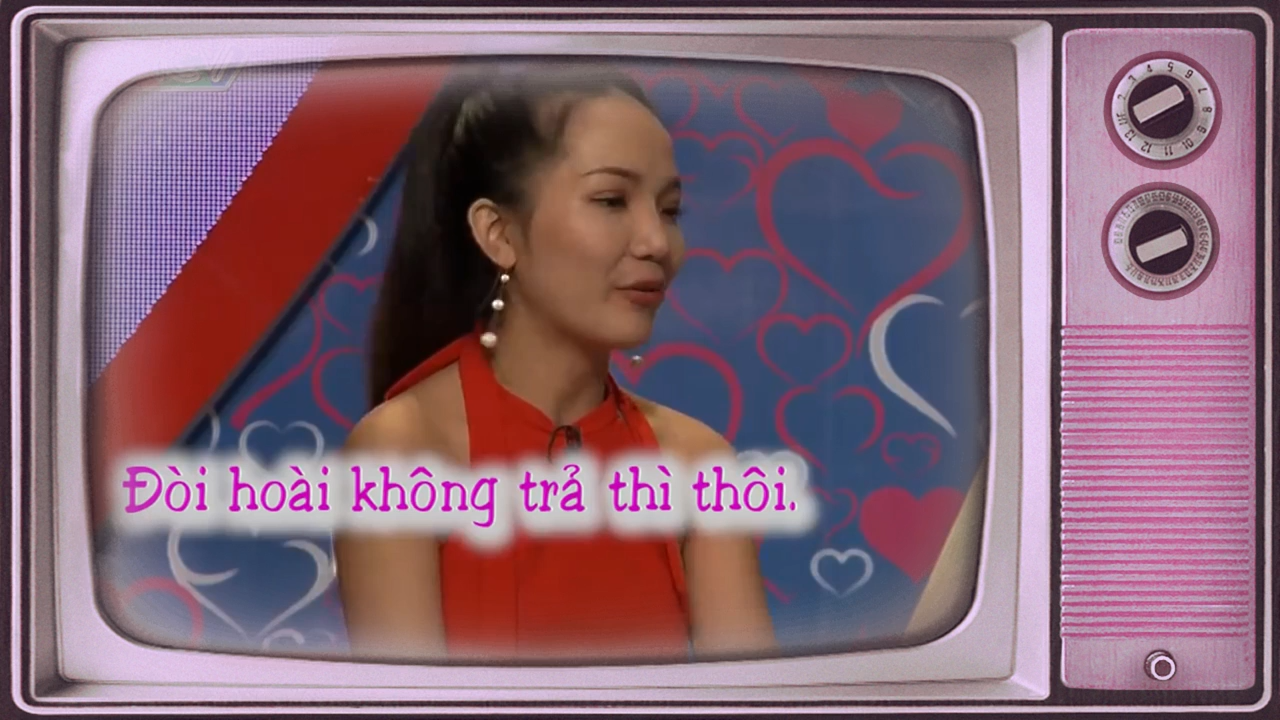 Đòi hoài không trả thì thôi.